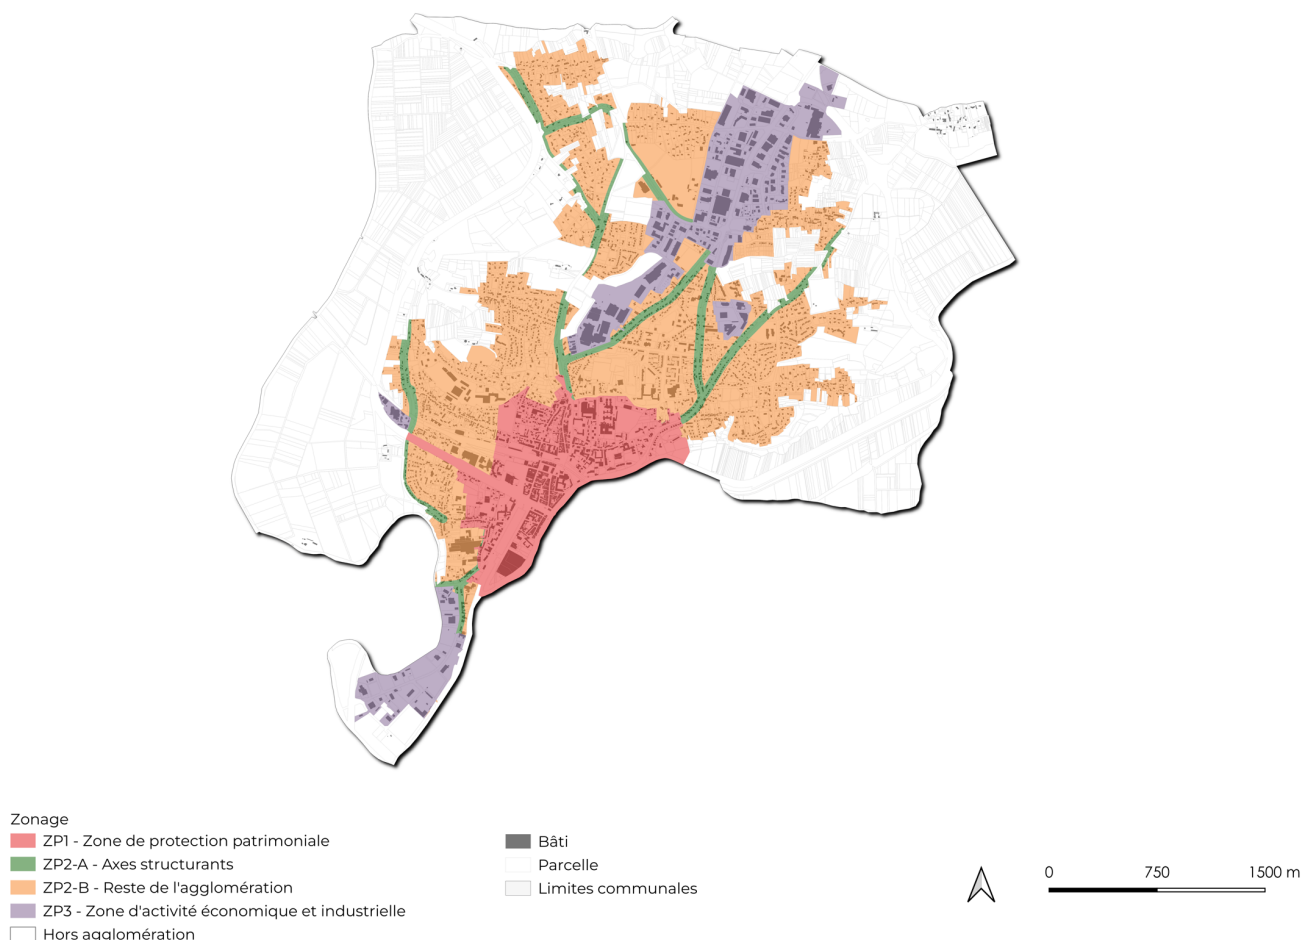 Zonage
ZP1 - Zone de protection patrimoniale
ZP2-A - Axes structurants
ZP2-B - Reste de l'agglomération
ZP3 - Zone d'activité économique et industrielle
Hors agglomération
Bâti
Parcelle
Limites communales
0 750 1500 m